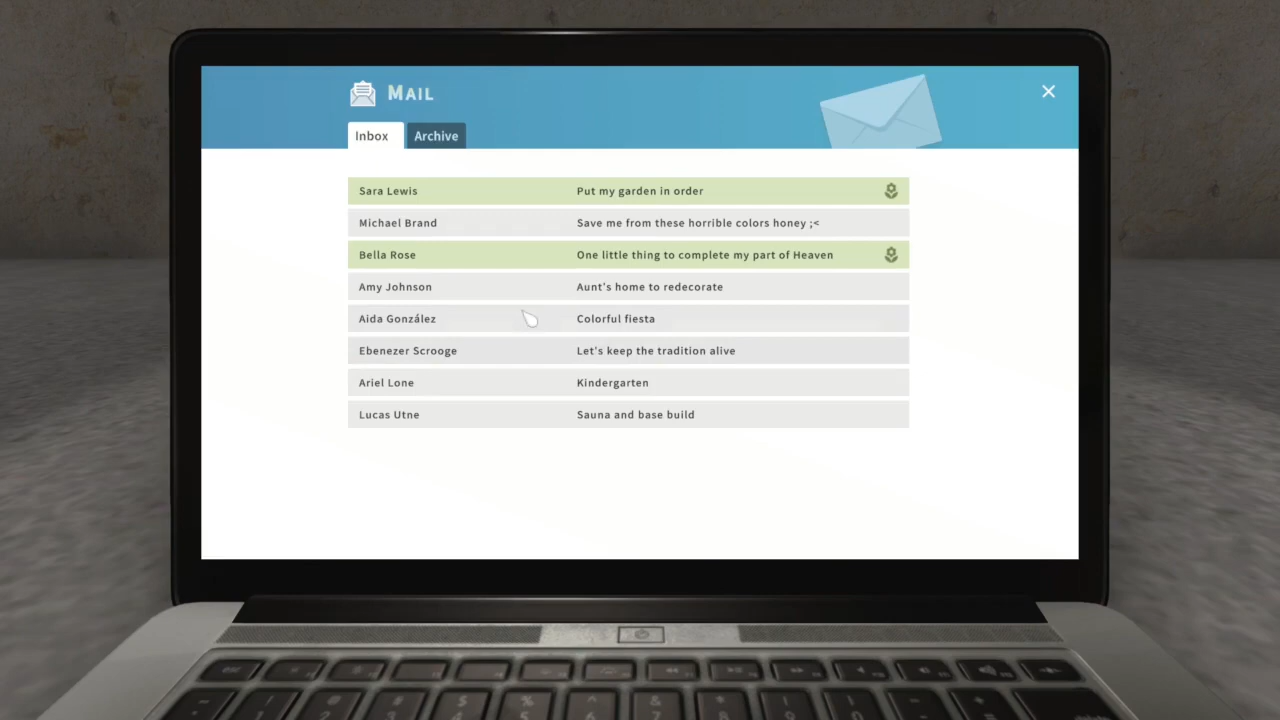 MAIL
Inbox Archive
Sara Lewis Put my garden in order
Michael Brand Save me from these horrible colors honey ;<
Bella Rose One little thing to complete my part of Heaven
Amy Johnson Aunt's home to redecorate
Aida González Colorful fiesta
Ebenezer Scrooge Let's keep the tradition alive
Ariel Lone Kindergarten
Lucas Utne Sauna and base build